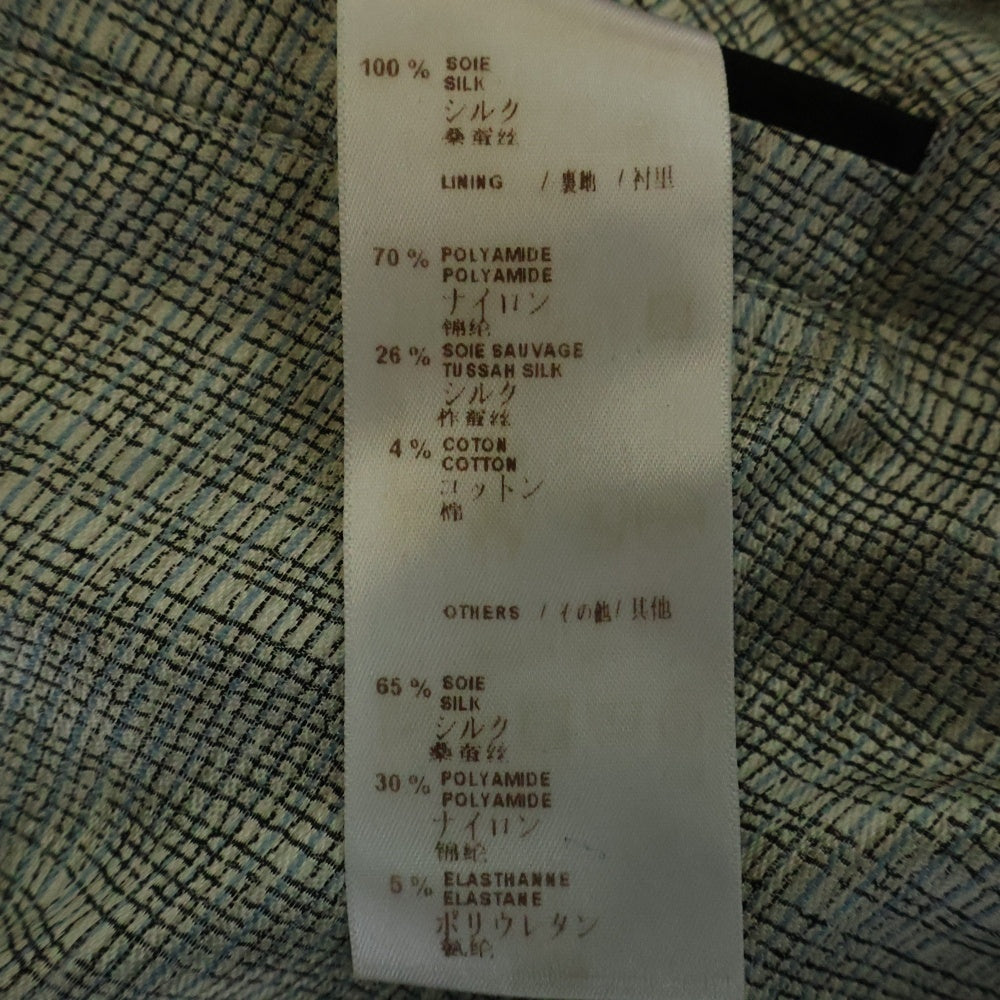 100 % SOIE
SILK
シルク
桑蚕丝
LINING / 裏地 / 衬里
70 % POLYAMIDE
POLYAMIDE
ナイロン
锦纶
26 % SOIE SAUVAGE
TUSSAH SILK
シルク
柞蚕丝
4 % COTON
COTTON
コットン
棉
OTHERS / その他 / 其他
65 % SOIE
SILK
シルク
桑蚕丝
30 % POLYAMIDE
POLYAMIDE
ナイロン
锦纶
5 % ELASTHANNE
ELASTANE
ポリウレタン
氨纶